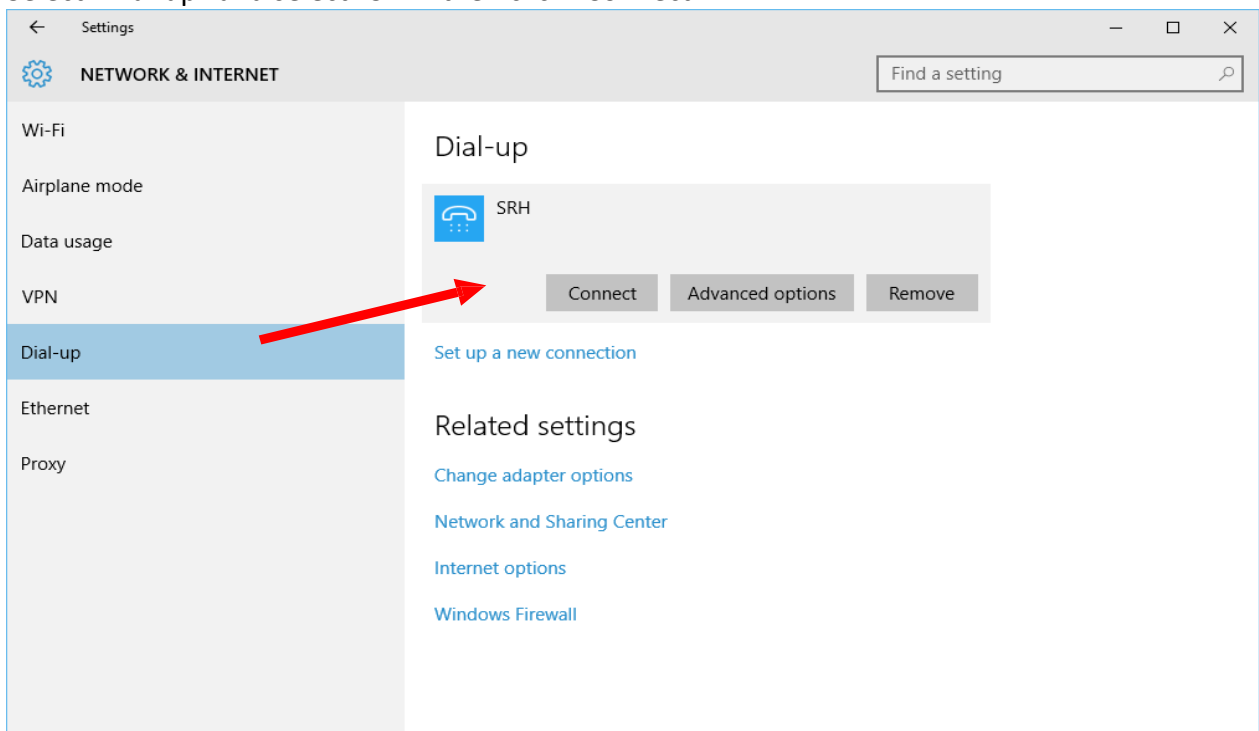 Settings
NETWORK & INTERNET
Find a setting
Wi-Fi
Airplane mode
Data usage
VPN
Dial-up
Ethernet
Proxy
Dial-up
SRH
Connect Advanced options Remove
Set up a new connection
Related settings
Change adapter options
Network and Sharing Center
Internet options
Windows Firewall